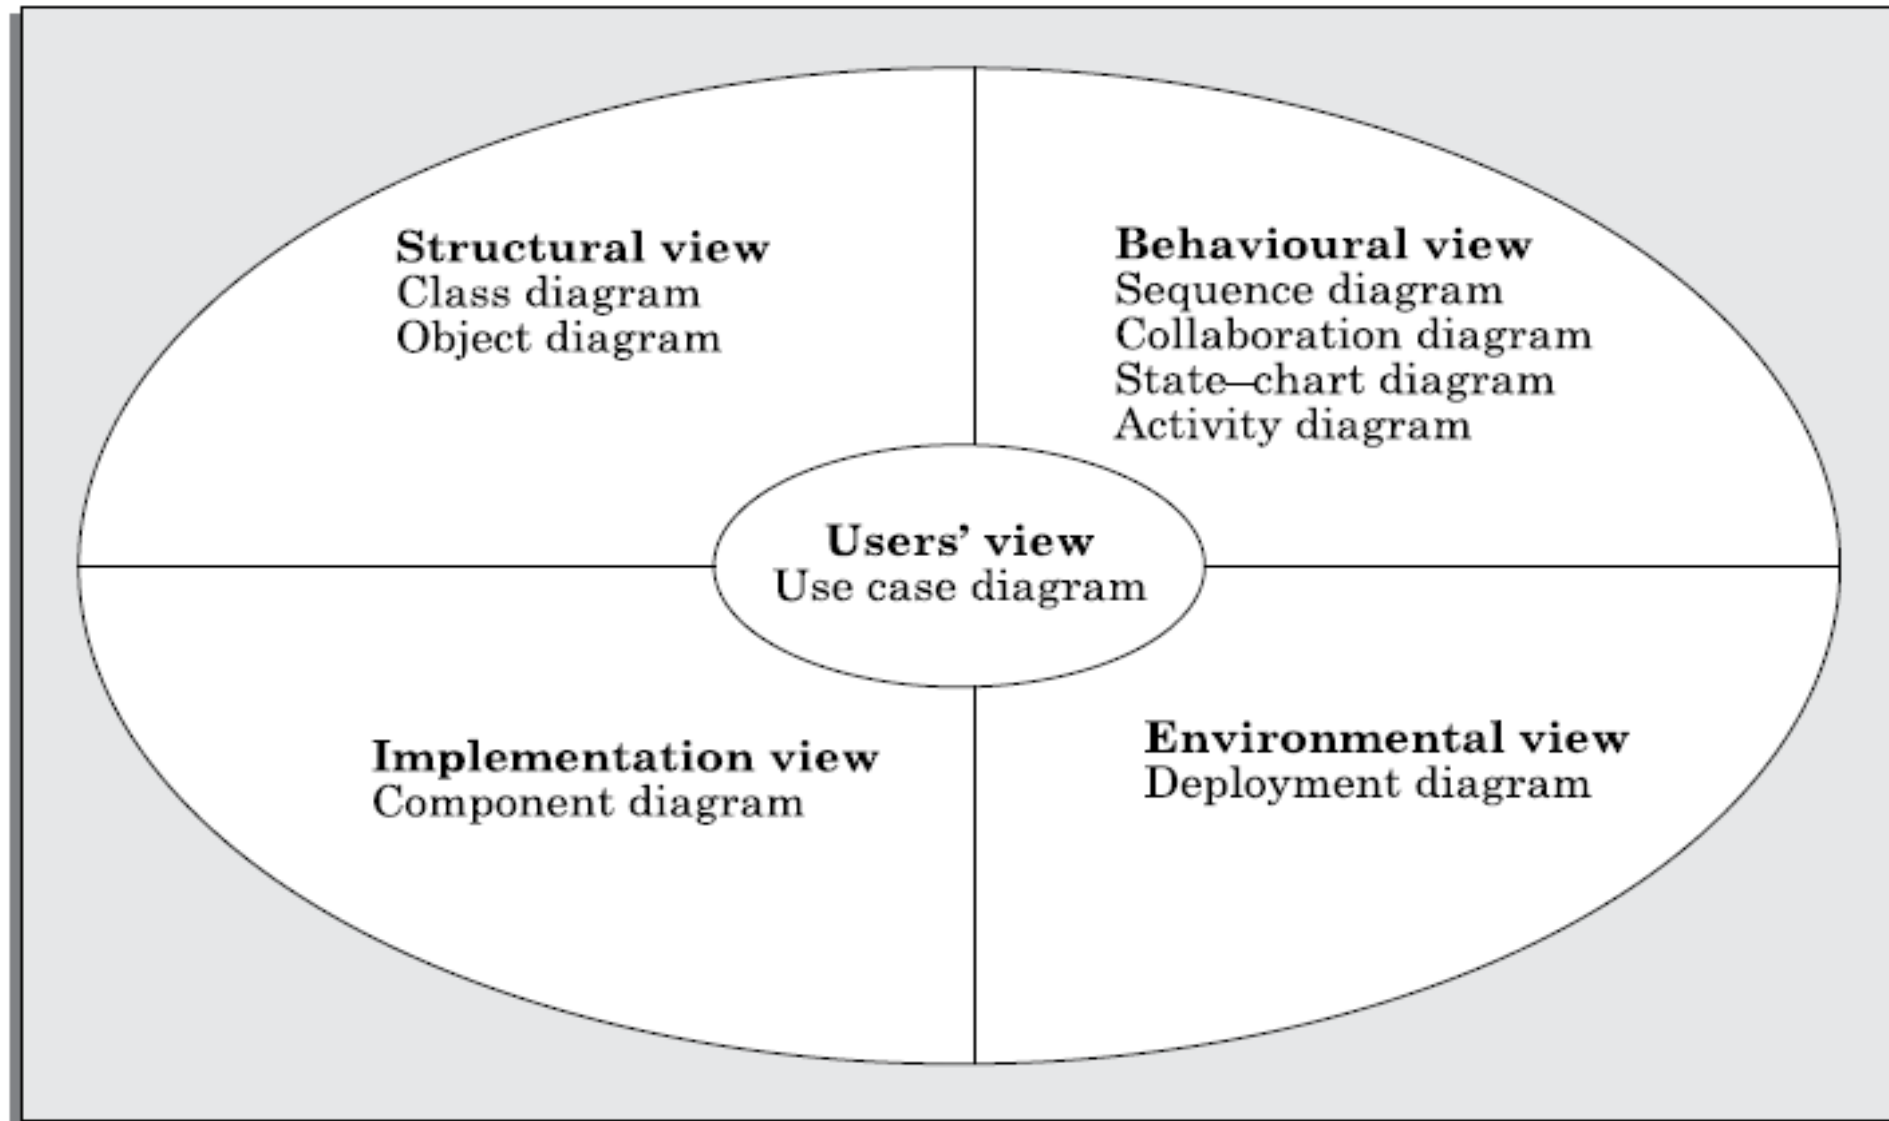 Structural view
Class diagram
Object diagram
Behavioural view
Sequence diagram
Collaboration diagram
State–chart diagram
Activity diagram
Users’ view
Use case diagram
Implementation view
Component diagram
Environmental view
Deployment diagram